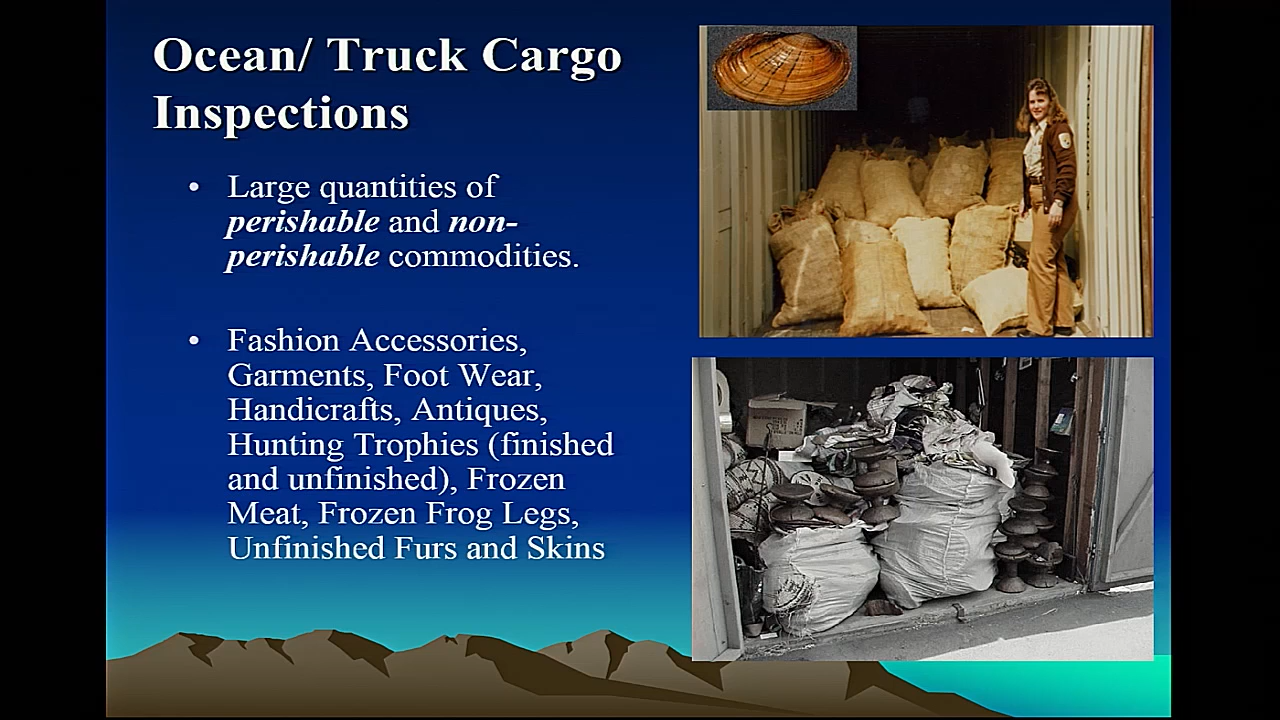 Ocean/ Truck Cargo
Inspections
• Large quantities of
perishable and non-
perishable commodities.
• Fashion Accessories,
Garments, Foot Wear,
Handicrafts, Antiques,
Hunting Trophies (finished
and unfinished), Frozen
Meat, Frozen Frog Legs,
Unfinished Furs and Skins